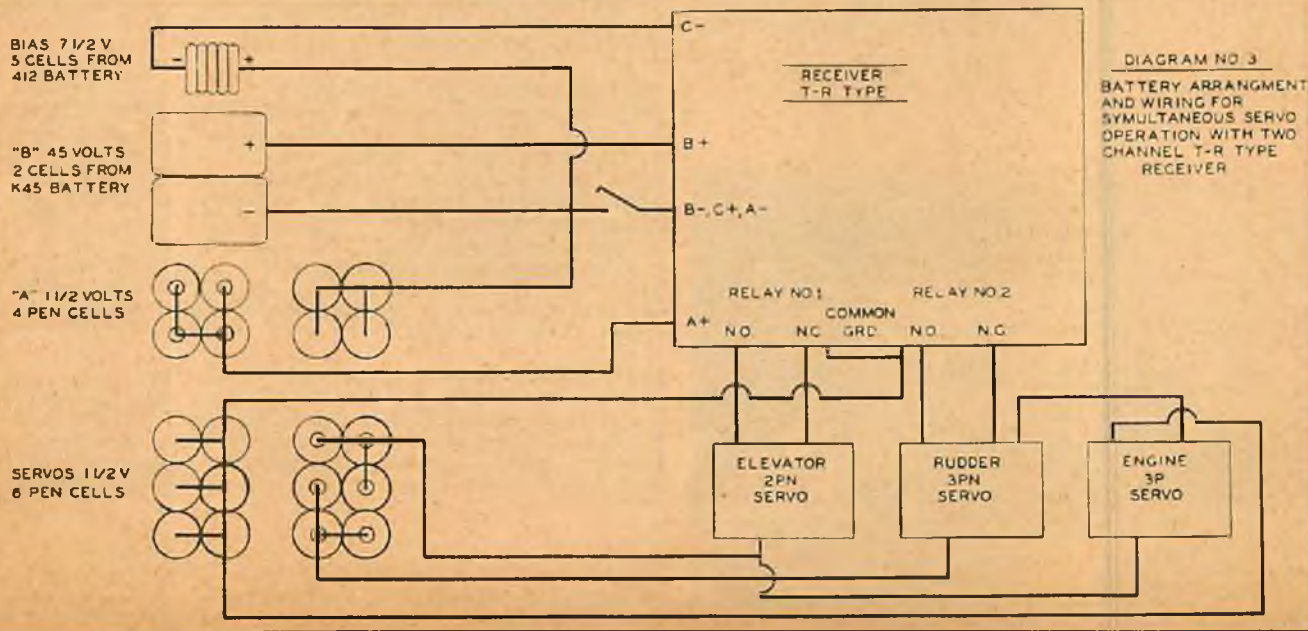 BIAS 7 1/2 V
5 CELLS FROM
412 BATTERY
- +
"B" 45 VOLTS
2 CELLS FROM
K45 BATTERY
+
-
"A" 1 1/2 VOLTS
4 PEN CELLS
SERVOS 1 1/2 V
6 PEN CELLS
C-
RECEIVER
T-R TYPE
B+
B-, C+, A-
A+
RELAY NO.1 RELAY NO.2
COMMON
N.O. N.C GRD. N.O. N.C.
ELEVATOR
2PN
SERVO
RUDDER
3PN
SERVO
ENGINE
3P
SERVO
DIAGRAM NO. 3
BATTERY ARRANGMENT
AND WIRING FOR
SYMULTANEOUS SERVO
OPERATION WITH TWO
CHANNEL T-R TYPE
RECEIVER